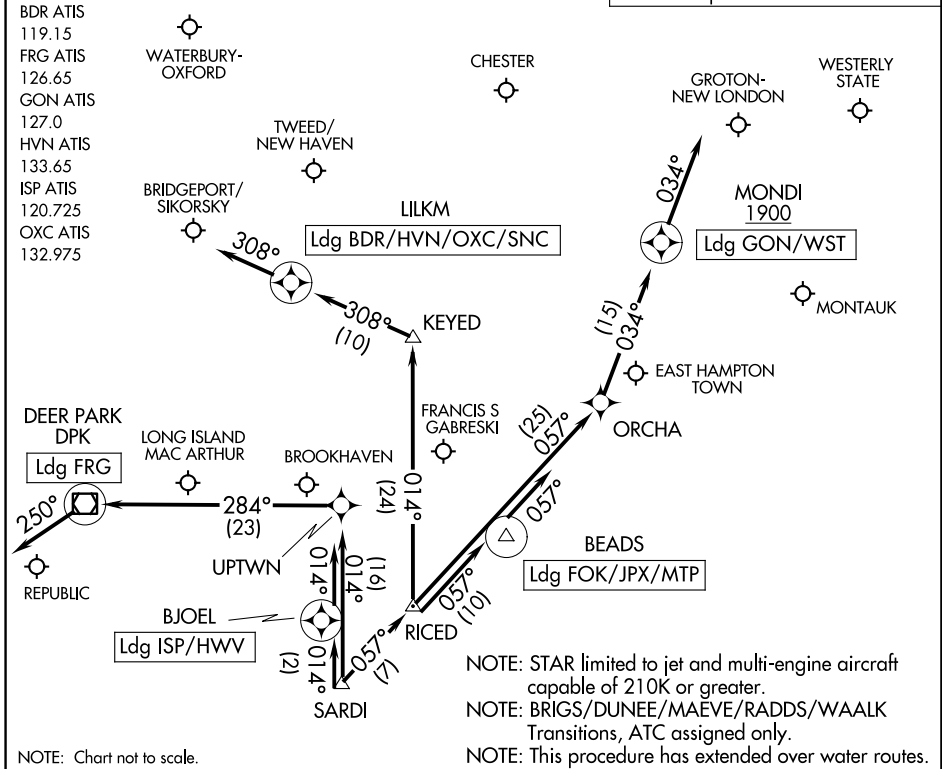 BDR ATIS
119.15
FRG ATIS
126.65
GON ATIS
127.0
HVN ATIS
133.65
ISP ATIS
120.725
OXC ATIS
132.975
WATERBURY-
OXFORD
CHESTER
GROTON-
NEW LONDON
WESTERLY
STATE
TWEED/
NEW HAVEN
BRIDGEPORT/
SIKORSKY
LILKM
Ldg BDR/HVN/OXC/SNC
034°
MONDI
1900
Ldg GON/WST
308°
308°
(10)
KEYED
(15)
034°
MONTAUK
EAST HAMPTON
TOWN
ORCHA
FRANCIS S
GABRESKI
(25)
057°
DEER PARK
DPK
Ldg FRG
LONG ISLAND
MAC ARTHUR
BROOKHAVEN
250°
284°
(23)
014°
(24)
057°
REPUBLIC
UPTWN
014°
014°
(16)
BEADS
Ldg FOK/JPX/MTP
BJOEL
Ldg ISP/HWV
057°
(10)
RICED
(2)
014°
057°
(7)
SARDI
NOTE: STAR limited to jet and multi-engine aircraft
capable of 210K or greater.
NOTE: BRIGS/DUNEE/MAEVE/RADDS/WAALK
Transitions, ATC assigned only.
NOTE: This procedure has extended over water routes.
NOTE: Chart not to scale.